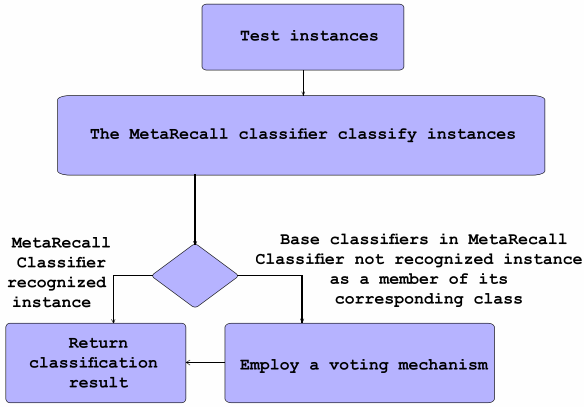 Test instances
The MetaRecall classifier classify instances
MetaRecall
Classifier
recognized
instance
Base classifiers in MetaRecall
Classifier not recognized instance
as a member of its
corresponding class
Return
classification
result
Employ a voting mechanism